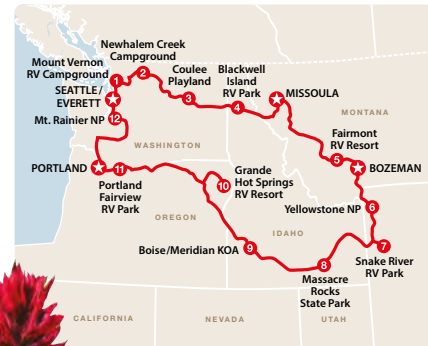 Newhalem Creek
Campground
Mount Vernon
RV Campground
1
2
Coulee
Playland
3
Blackwell
Island
RV Park
4
SEATTLE/
EVERETT
MISSOULA
Mt. Rainier NP
12
MONTANA
WASHINGTON
Fairmont
RV Resort
5
BOZEMAN
PORTLAND
11
Portland
Fairview
RV Park
10
Grande
Hot Springs
RV Resort
Yellowstone NP
6
OREGON
IDAHO
Boise/Meridian KOA
9
7
Snake River
RV Park
8
Massacre
Rocks
State Park
CALIFORNIA
NEVADA
UTAH